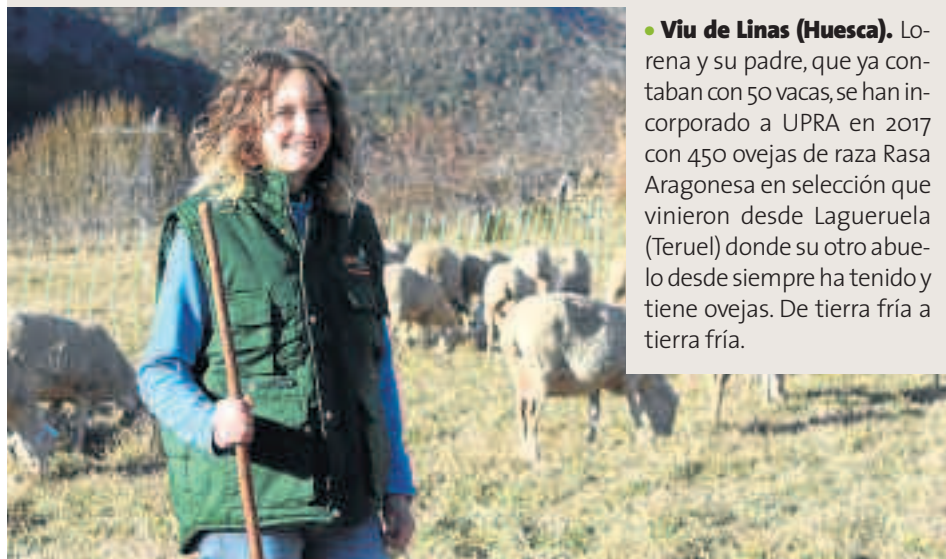 • Viu de Linas (Huesca). Lo-
rena y su padre, que ya con-
taban con 50 vacas, se han in-
corporado a UPRA en 2017
con 450 ovejas de raza Rasa
Aragonesa en selección que
vinieron desde Lagueruela
(Teruel) donde su otro abue-
lo desde siempre ha tenido y
tiene ovejas. De tierra fría a
tierra fría.